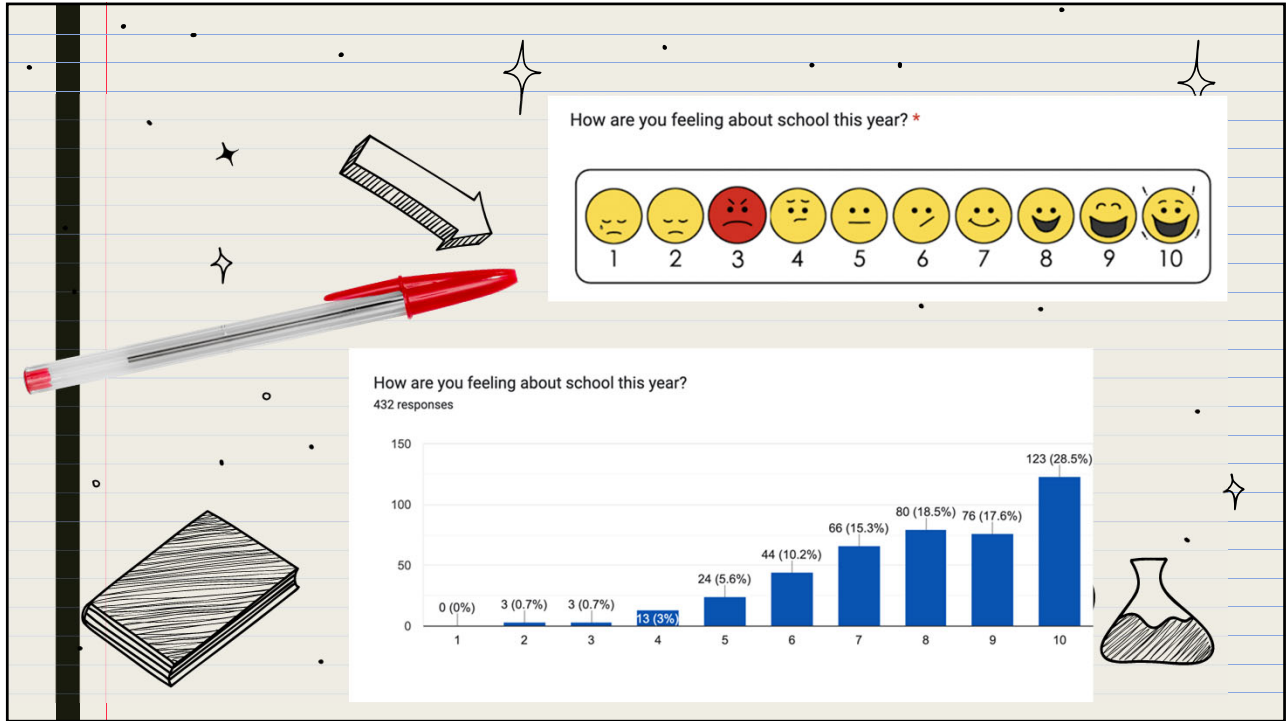 How are you feeling about school this year? *
1 2 3 4 5 6 7 8 9 10
How are you feeling about school this year?
432 responses
150
100
50
0
0 (0%)
3 (0.7%)
3 (0.7%)
13 (3%)
24 (5.6%)
44 (10.2%)
66 (15.3%)
80 (18.5%)
76 (17.6%)
123 (28.5%)
1 2 3 4 5 6 7 8 9 10